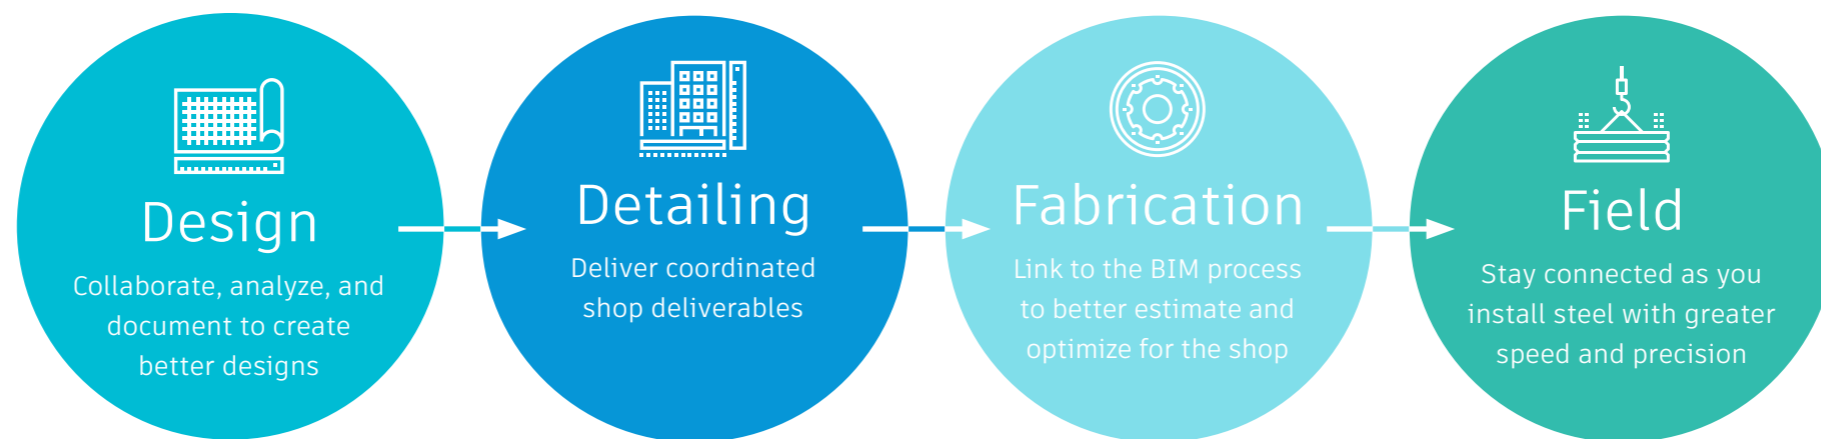 Design
Collaborate, analyze, and
document to create
better designs
Detailing
Deliver coordinated
shop deliverables
Fabrication
Link to the BIM process
to better estimate and
optimize for the shop
Field
Stay connected as you
install steel with greater
speed and precision